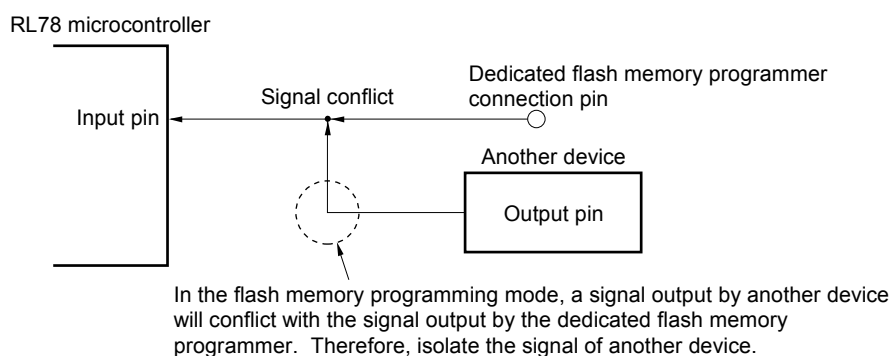 RL78 microcontroller
Dedicated flash memory programmer
connection pin
Signal conflict
Input pin
Another device
Output pin
In the flash memory programming mode, a signal output by another device
will conflict with the signal output by the dedicated flash memory
programmer.  Therefore, isolate the signal of another device.